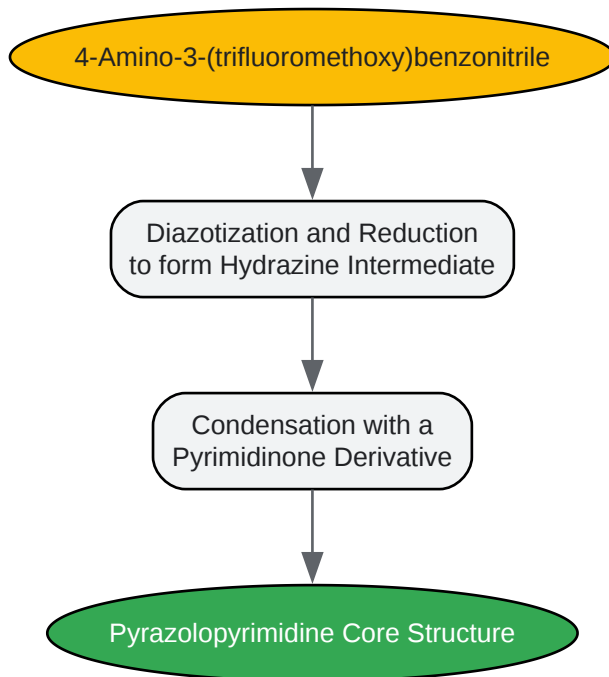 4-Amino-3-(trifluoromethoxy)benzonitrile
Diazotization and Reduction
to form Hydrazine Intermediate
Condensation with a
Pyrimidinone Derivative
Pyrazolopyrimidine Core Structure